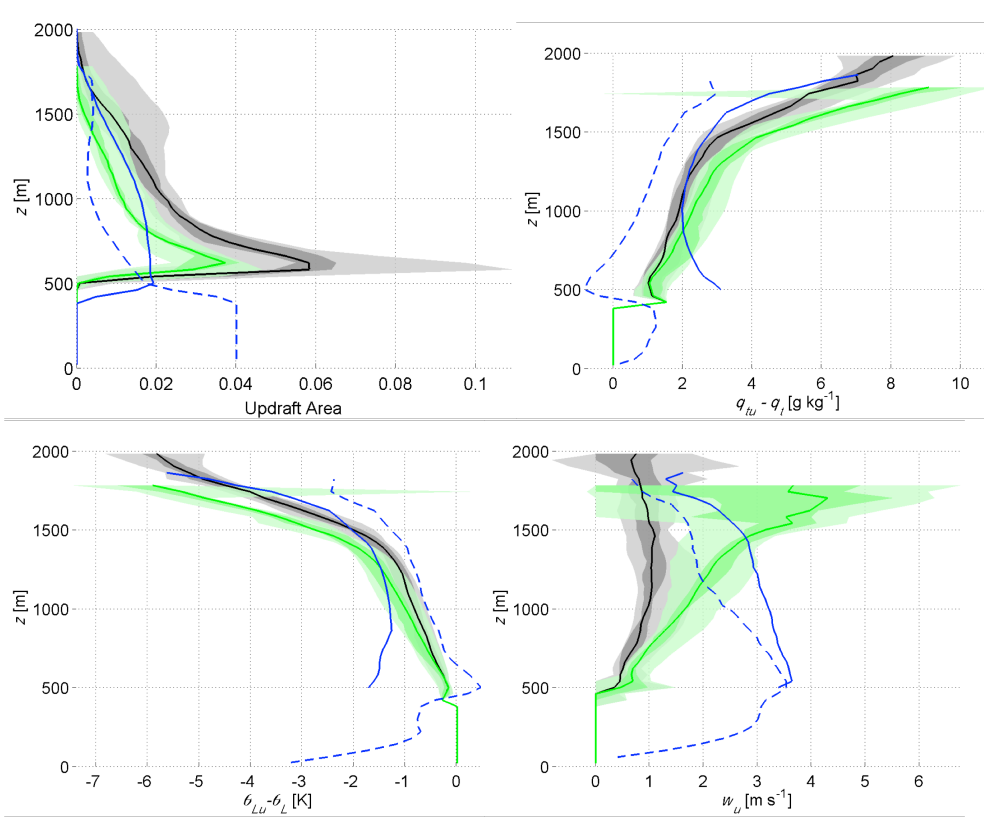 2000
1500
1000
500
0
z [m]
0 0.02 0.04 0.06 0.08 0.1
Updraft Area
2000
1500
1000
500
0
z [m]
0 2 4 6 8 10
q_tu - q_t [g kg⁻¹]
2000
1500
1000
500
0
z [m]
-7 -6 -5 -4 -3 -2 -1 0
θ_Lu-θ_L [K]
2000
1500
1000
500
0
z [m]
0 1 2 3 4 5 6
w_u [m s⁻¹]